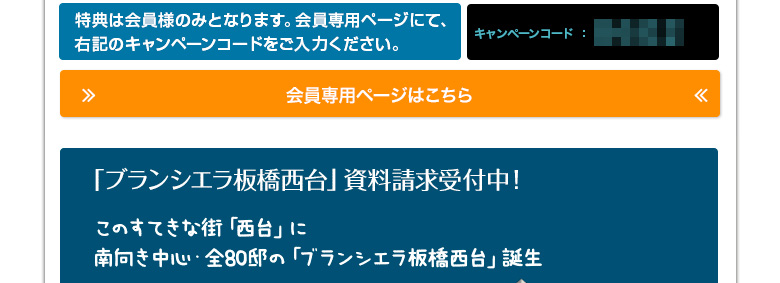 特典は会員様のみとなります。会員専用ページにて、
右記のキャンペーンコードをご入力ください。
キャンペーンコード :
会員専用ページはこちら
「ブランシエラ板橋西台」資料請求受付中!
このすてきな街「西台」に
南向き中心・全80邸の「ブランシエラ板橋西台」誕生